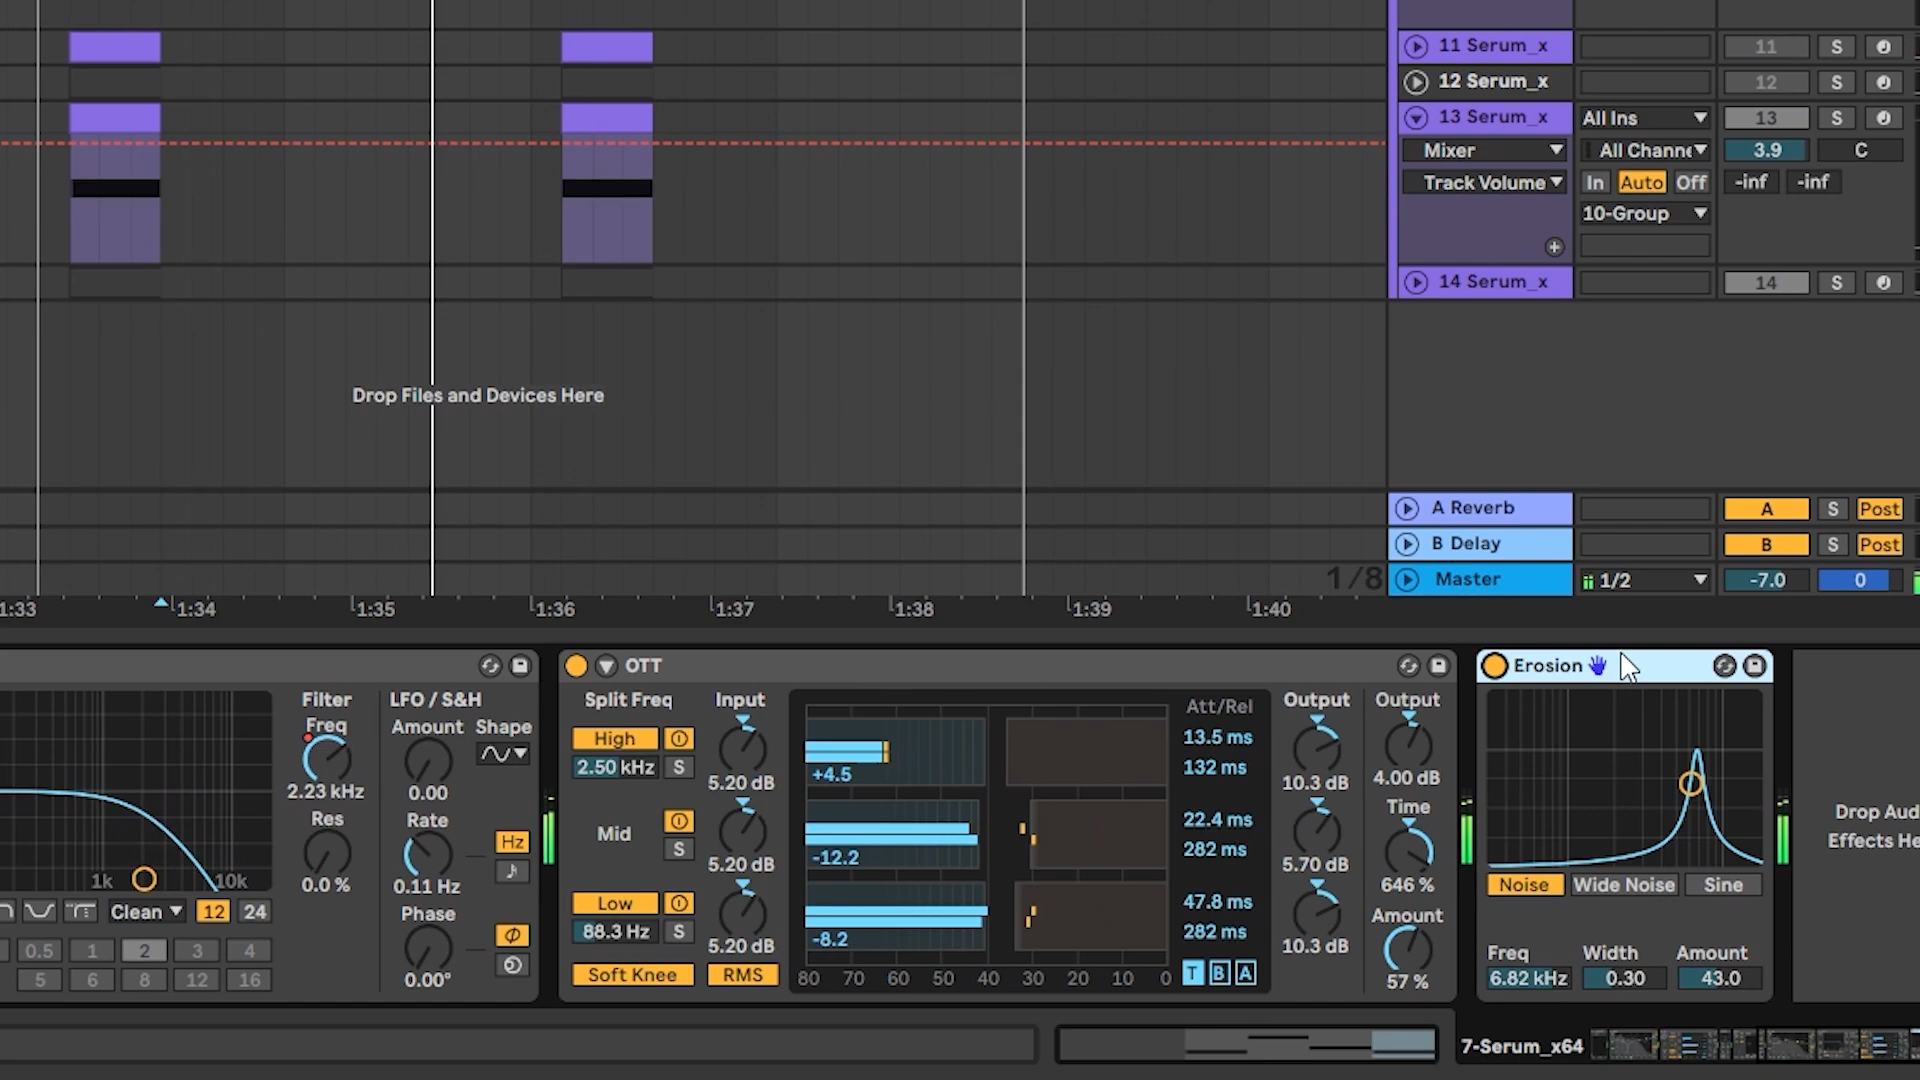 11 Serum_x 11 S
12 Serum_x 12 S
13 Serum_x All Ins 13 S
Mixer All Channe 3.9 C
Track Volume In Auto Off -inf -inf
10-Group
14 Serum_x 14 S
Drop Files and Devices Here
A Reverb A S Post
B Delay B S Post
1/8 Master 1/2 -7.0 0
1:33 1:34 1:35 1:36 1:37 1:38 1:39 1:40
Filter
Freq
2.23 kHz
Res
0.0 %
1k 10k
Clean 12 24
0.5 1 2 3 4
5 6 8 12 16
LFO / S&H
Amount Shape
0.00
Rate
Hz
0.11 Hz
Phase
0.00°
OTT
Split Freq Input
High
2.50 kHz S 5.20 dB
Mid
S 5.20 dB
Low
88.3 Hz S 5.20 dB
Soft Knee RMS
+4.5
-12.2
-8.2
80 70 60 50 40 30 20 10 0
Att/Rel
13.5 ms
132 ms
22.4 ms
282 ms
47.8 ms
282 ms
T B A
Output
10.3 dB
5.70 dB
10.3 dB
Output
4.00 dB
Time
646 %
Amount
57 %
Erosion
Noise Wide Noise Sine
Freq Width Amount
6.82 kHz 0.30 43.0
Drop Aud
Effects He
7-Serum_x64